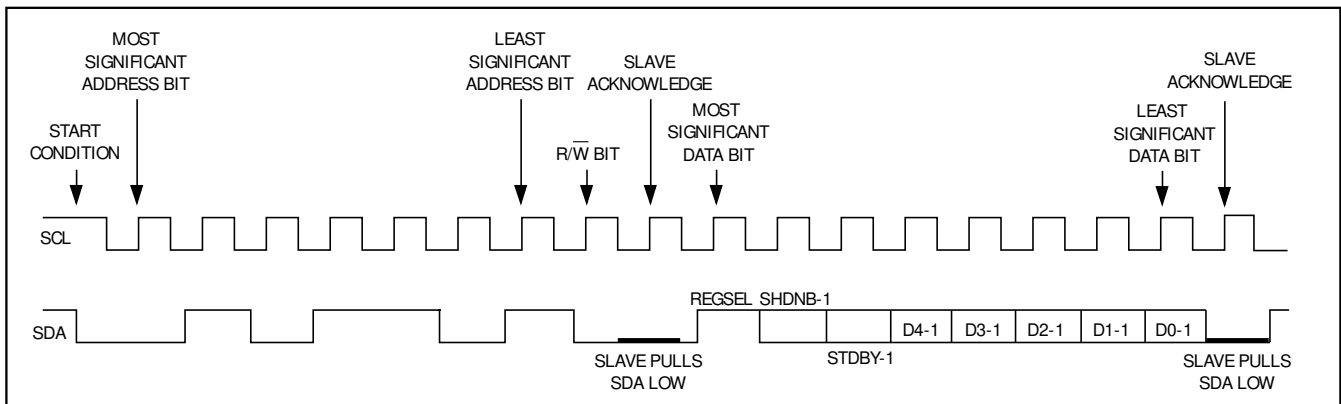 MOST
SIGNIFICANT
ADDRESS BIT
START
CONDITION
LEAST
SIGNIFICANT
ADDRESS BIT
R/W̅ BIT
SLAVE
ACKNOWLEDGE
MOST
SIGNIFICANT
DATA BIT
LEAST
SIGNIFICANT
DATA BIT
SLAVE
ACKNOWLEDGE
SCL
SDA
REGSEL SHDNB-1
STDBY-1
D4-1 D3-1 D2-1 D1-1 D0-1
SLAVE PULLS
SDA LOW
SLAVE PULLS
SDA LOW